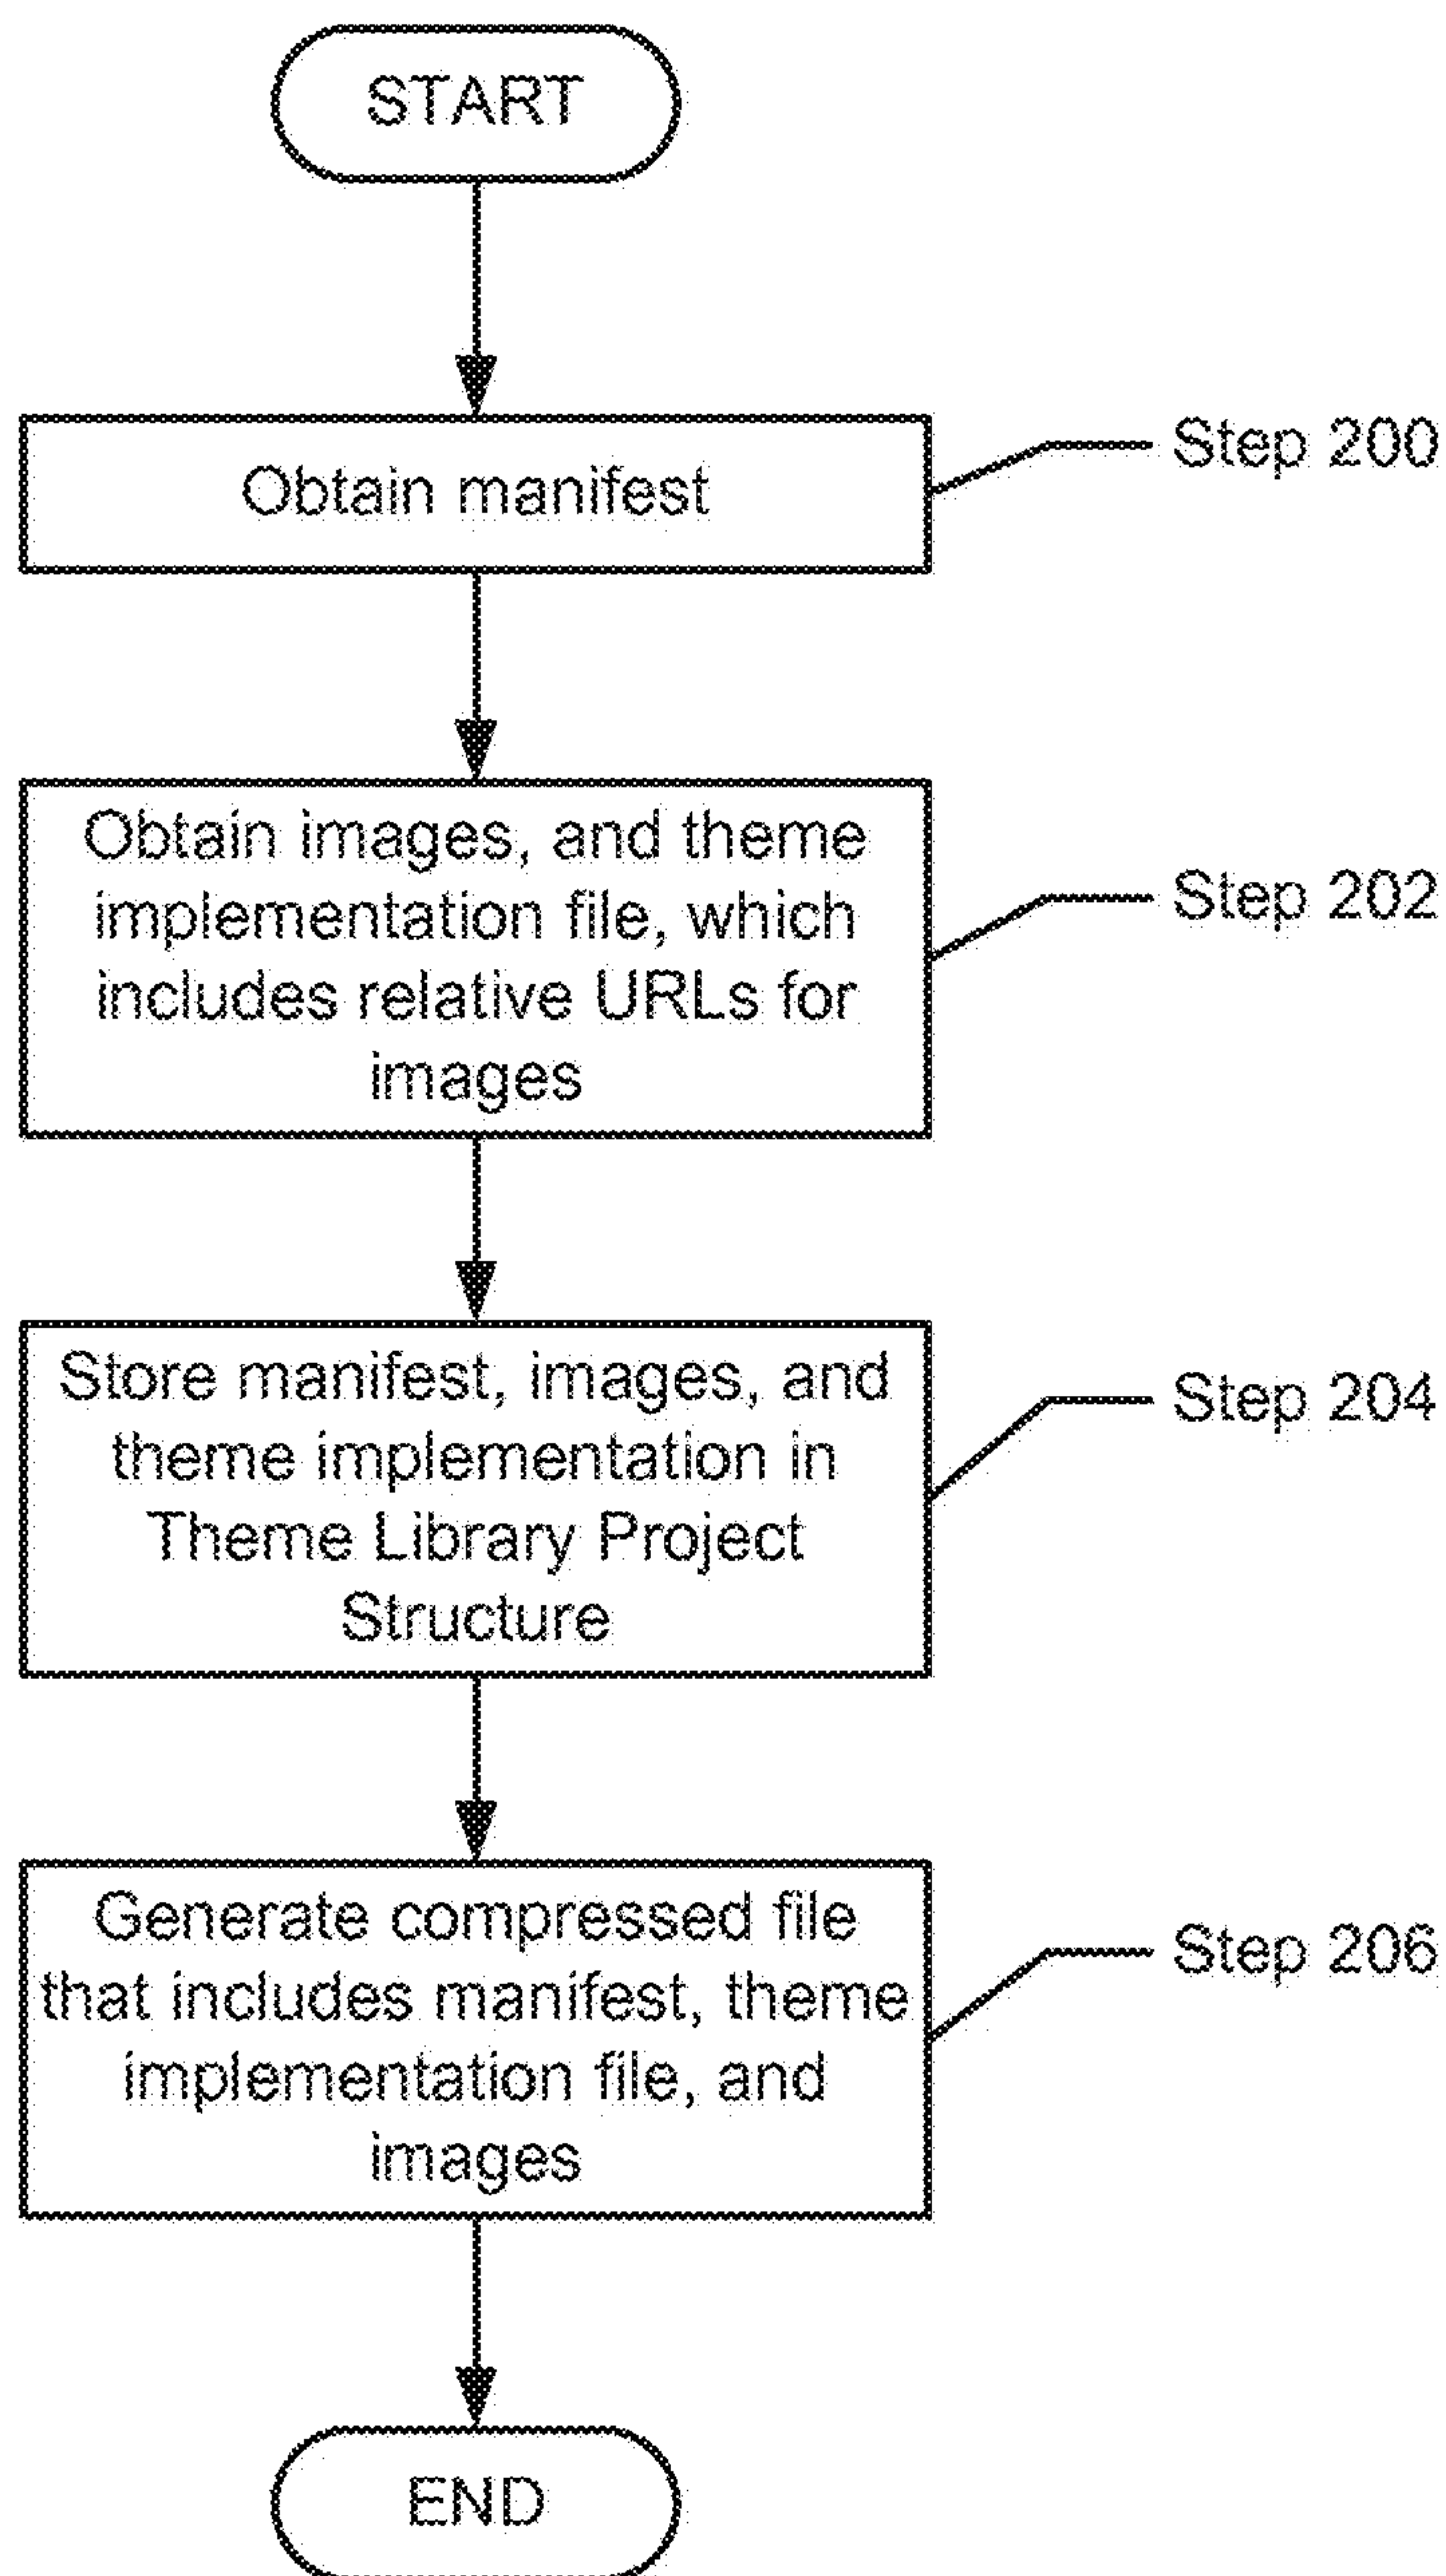 START
Obtain manifest
Step 200
Obtain images, and theme
implementation file, which
includes relative URLs for
images
Step 202
Store manifest, images, and
theme implementation in
Theme Library Project
Structure
Step 204
Generate compressed file
that includes manifest, theme
implementation file, and
images
Step 206
END